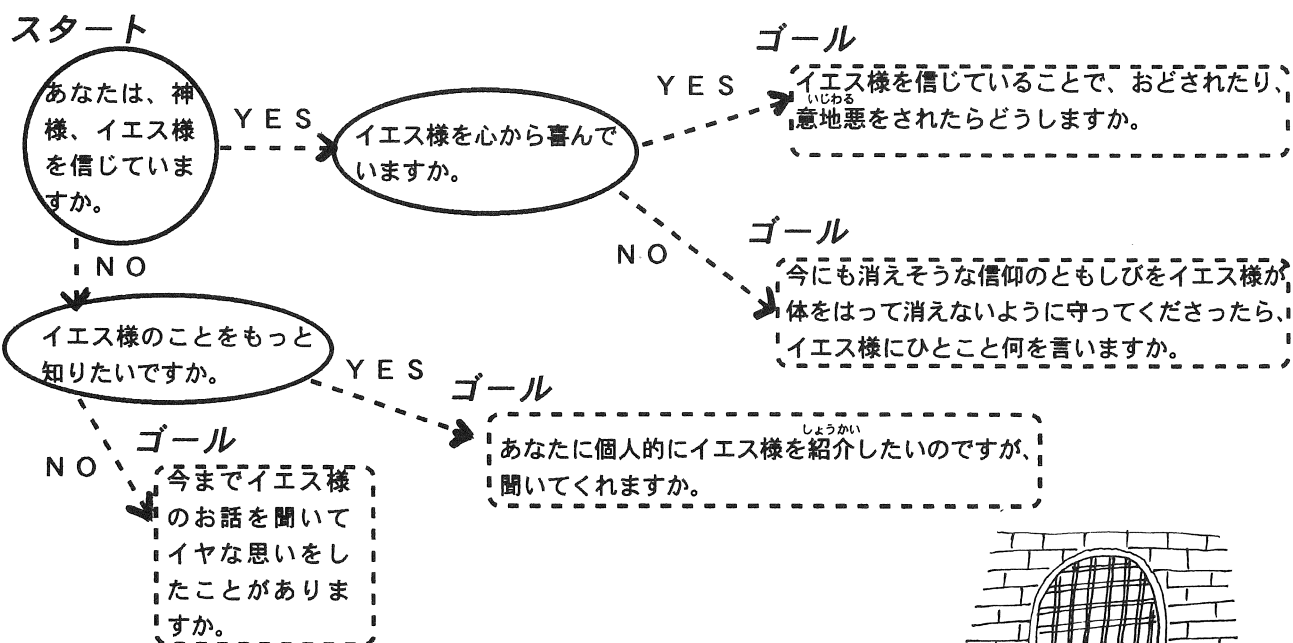 スタート
あなたは、神
様、イエス様
を信じていま
すか。
YES
イエス様を心から喜んで
いますか。
YES
ゴール
イエス様を信じていることで、おどされたり、
いじわる
意地悪をされたらどうしますか。
NO
ゴール
今にも消えそうな信仰のともしびをイエス様が
体をはって消えないように守ってくださったら、
イエス様にひとこと何を言いますか。
NO
イエス様のことをもっと
知りたいですか。
YES
ゴール
しょうかい
あなたに個人的にイエス様を紹介したいのですが、
聞いてくれますか。
NO
ゴール
今までイエス様
のお話を聞いて
イヤな思いをし
たことがありま
すか。